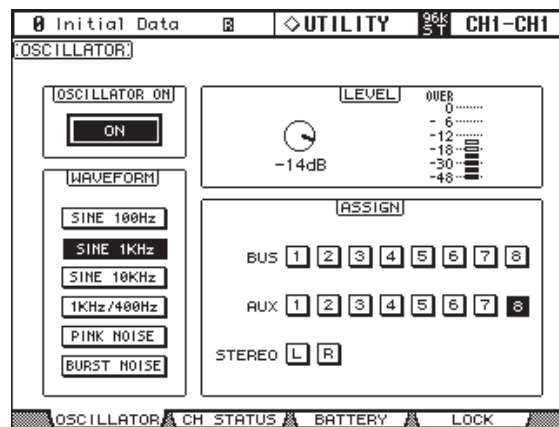 0 Initial Data R ◇UTILITY 96k ST CH1-CH1
OSCILLATOR
OSCILLATOR ON
ON
LEVEL
-14dB
OVER
0
- 6
-12
-18
-30
-48
WAVEFORM
SINE 100Hz
SINE 1KHz
SINE 10KHz
1KHz/400Hz
PINK NOISE
BURST NOISE
ASSIGN
BUS 1 2 3 4 5 6 7 8
AUX 1 2 3 4 5 6 7 8
STEREO L R
OSCILLATOR CH STATUS BATTERY LOCK